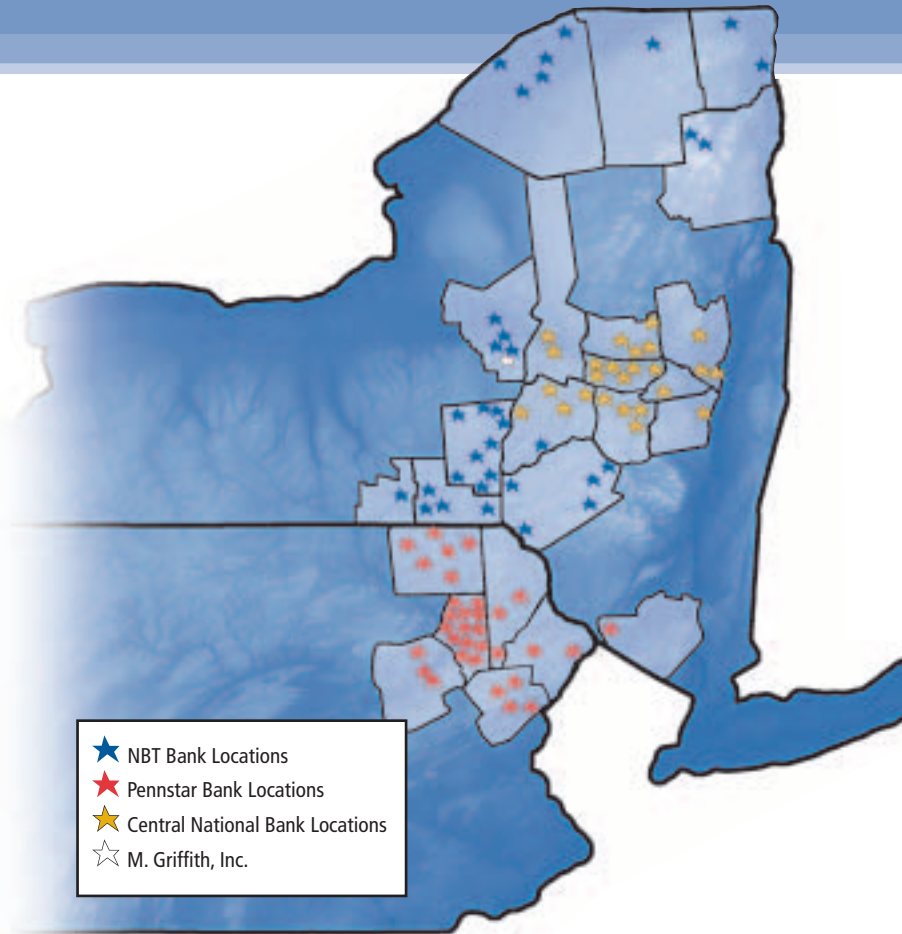 NBT Bank Locations
Pennstar Bank Locations
Central National Bank Locations
M. Griffith, Inc.